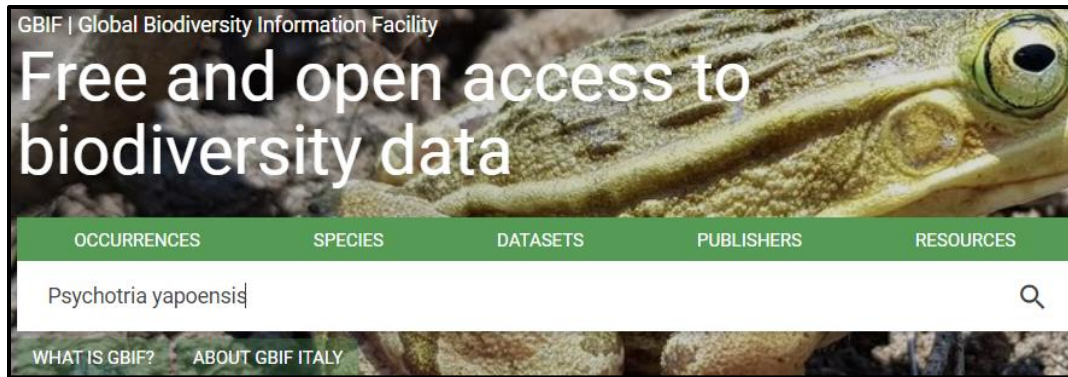 GBIF | Global Biodiversity Information Facility
Free and open access to
biodiversity data
OCCURRENCES SPECIES DATASETS PUBLISHERS RESOURCES
Psychotria yapoensis
WHAT IS GBIF? ABOUT GBIF ITALY